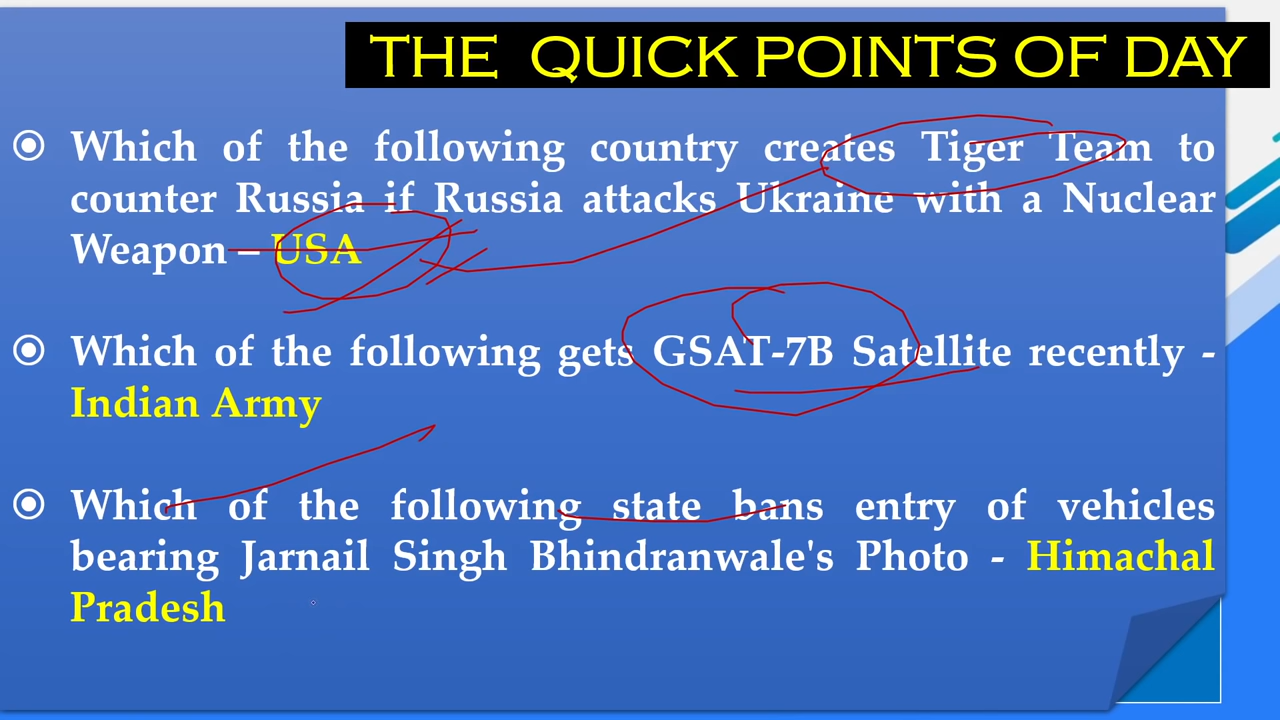 THE QUICK POINTS OF DAY
Which of the following country creates Tiger Team to
counter Russia if Russia attacks Ukraine with a Nuclear
Weapon – USA
Which of the following gets GSAT-7B Satellite recently -
Indian Army
Which of the following state bans entry of vehicles
bearing Jarnail Singh Bhindranwale's Photo - Himachal
Pradesh